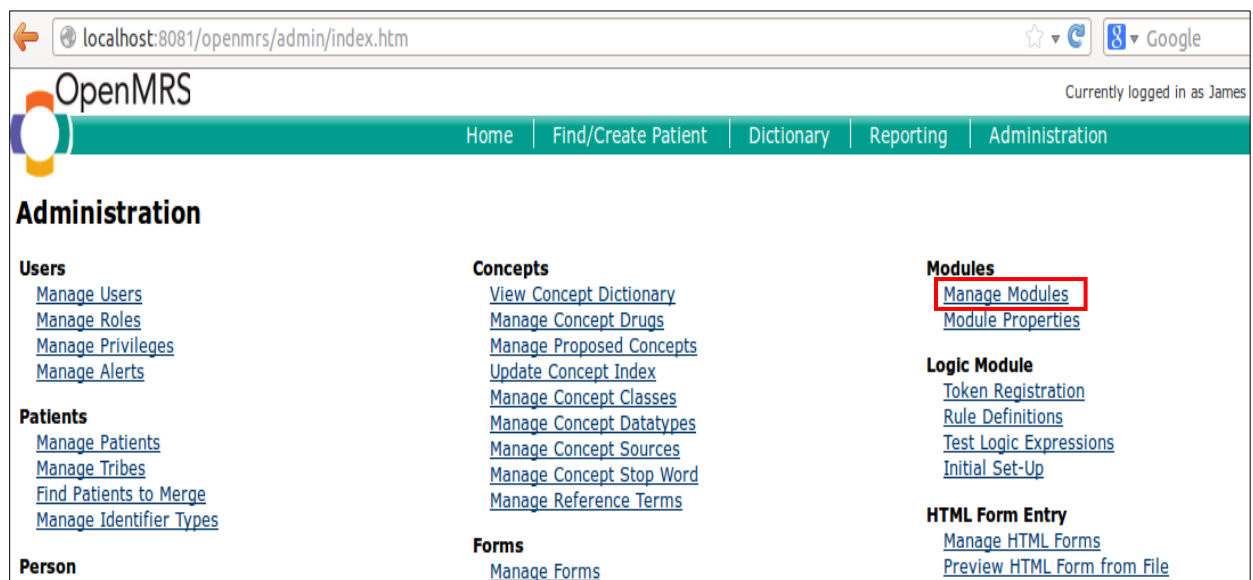 localhost:8081/openmrs/admin/index.htm
8 Google
OpenMRS
Currently logged in as James
Home Find/Create Patient Dictionary Reporting Administration
Administration
Users
Manage Users
Manage Roles
Manage Privileges
Manage Alerts
Patients
Manage Patients
Manage Tribes
Find Patients to Merge
Manage Identifier Types
Person
Concepts
View Concept Dictionary
Manage Concept Drugs
Manage Proposed Concepts
Update Concept Index
Manage Concept Classes
Manage Concept Datatypes
Manage Concept Sources
Manage Concept Stop Word
Manage Reference Terms
Forms
Manage Forms
Modules
Manage Modules
Module Properties
Logic Module
Token Registration
Rule Definitions
Test Logic Expressions
Initial Set-Up
HTML Form Entry
Manage HTML Forms
Preview HTML Form from File